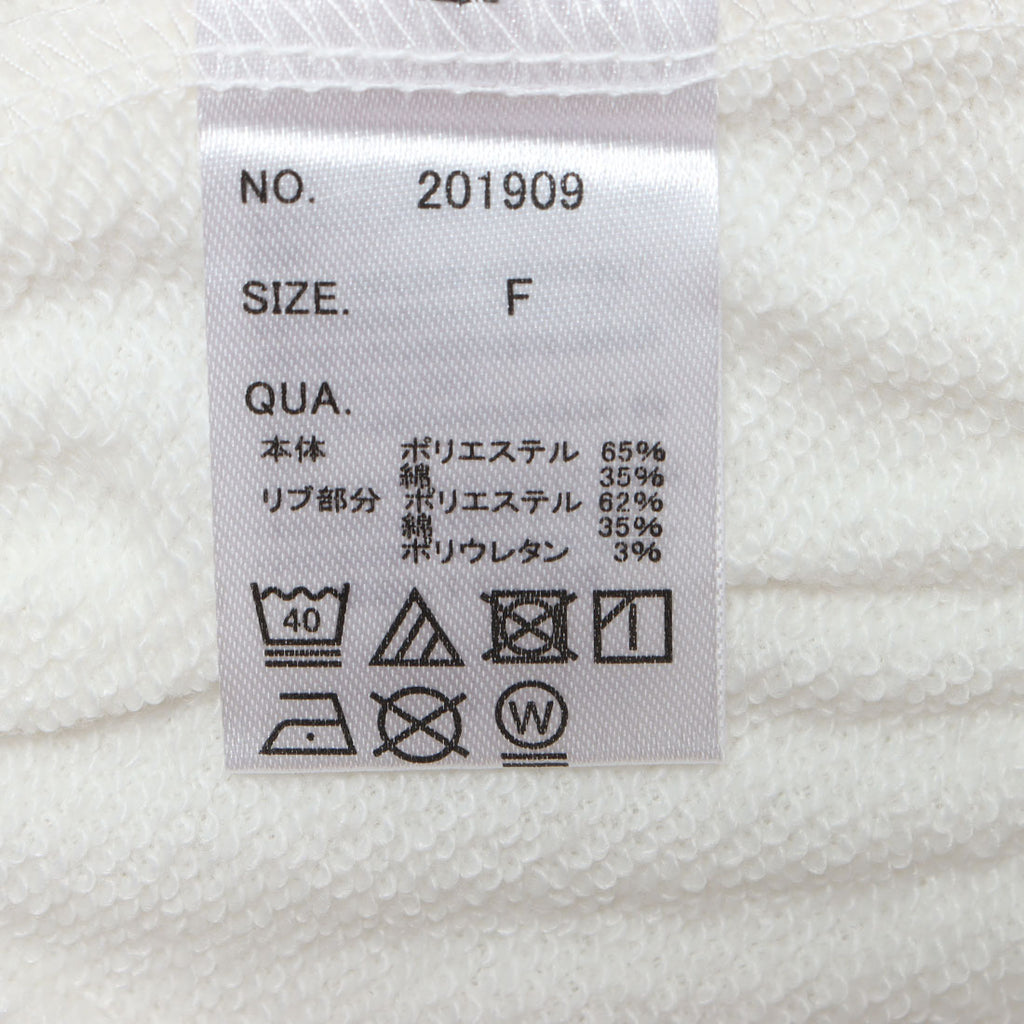 NO. 201909
SIZE. F
QUA.
本体 ポリエステル 65%
綿 35%
リブ部分 ポリエステル 62%
綿 35%
ポリウレタン 3%
40
W